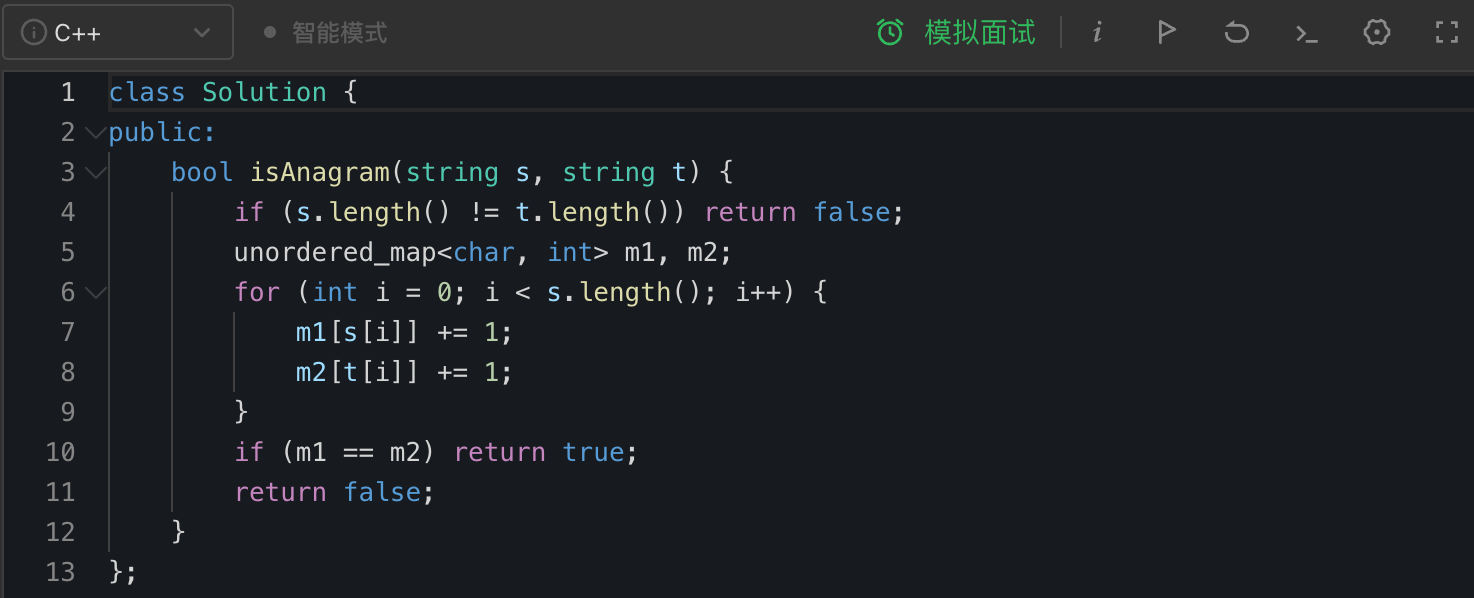 C++ 智能模式 模拟面试
1 class Solution {
2 public:
3     bool isAnagram(string s, string t) {
4         if (s.length() != t.length()) return false;
5         unordered_map<char, int> m1, m2;
6         for (int i = 0; i < s.length(); i++) {
7             m1[s[i]] += 1;
8             m2[t[i]] += 1;
9         }
10         if (m1 == m2) return true;
11         return false;
12     }
13 };